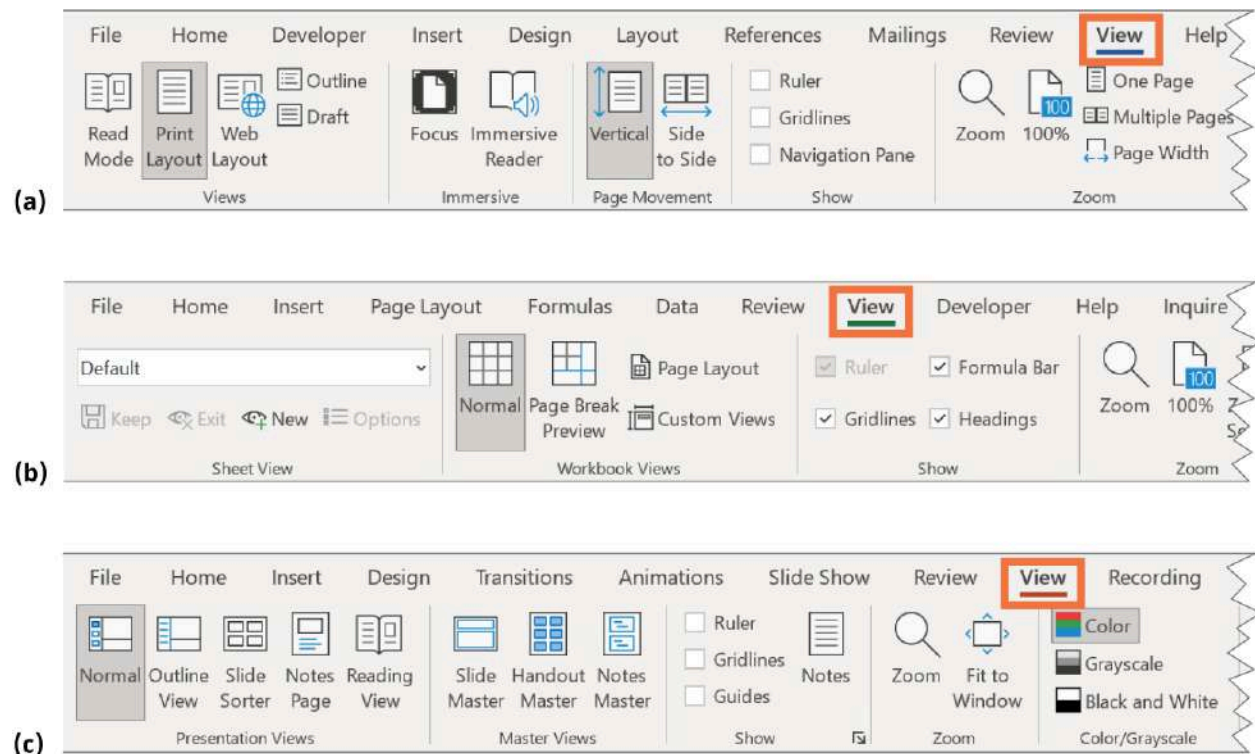 File Home Developer Insert Design Layout References Mailings Review View Help
Read Mode
Print Layout
Web Layout
Outline
Draft
Views
Focus
Immersive Reader
Immersive
Vertical
Side to Side
Page Movement
Ruler
Gridlines
Navigation Pane
Show
Zoom
100
100%
One Page
Multiple Pages
Page Width
Zoom
(a)
File Home Insert Page Layout Formulas Data Review View Developer Help Inquire
Default
Keep Exit New Options
Sheet View
Normal
Page Break Preview
Page Layout
Custom Views
Workbook Views
Ruler
Formula Bar
Gridlines
Headings
Show
Zoom
100
100%
Zoom
(b)
File Home Insert Design Transitions Animations Slide Show Review View Recording
Normal
Outline View
Slide Sorter
Notes Page
Reading View
Presentation Views
Slide Master
Handout Master
Notes Master
Master Views
Ruler
Gridlines
Guides
Notes
Show
Zoom
Fit to Window
Zoom
Color
Grayscale
Black and White
Color/Grayscale
(c)